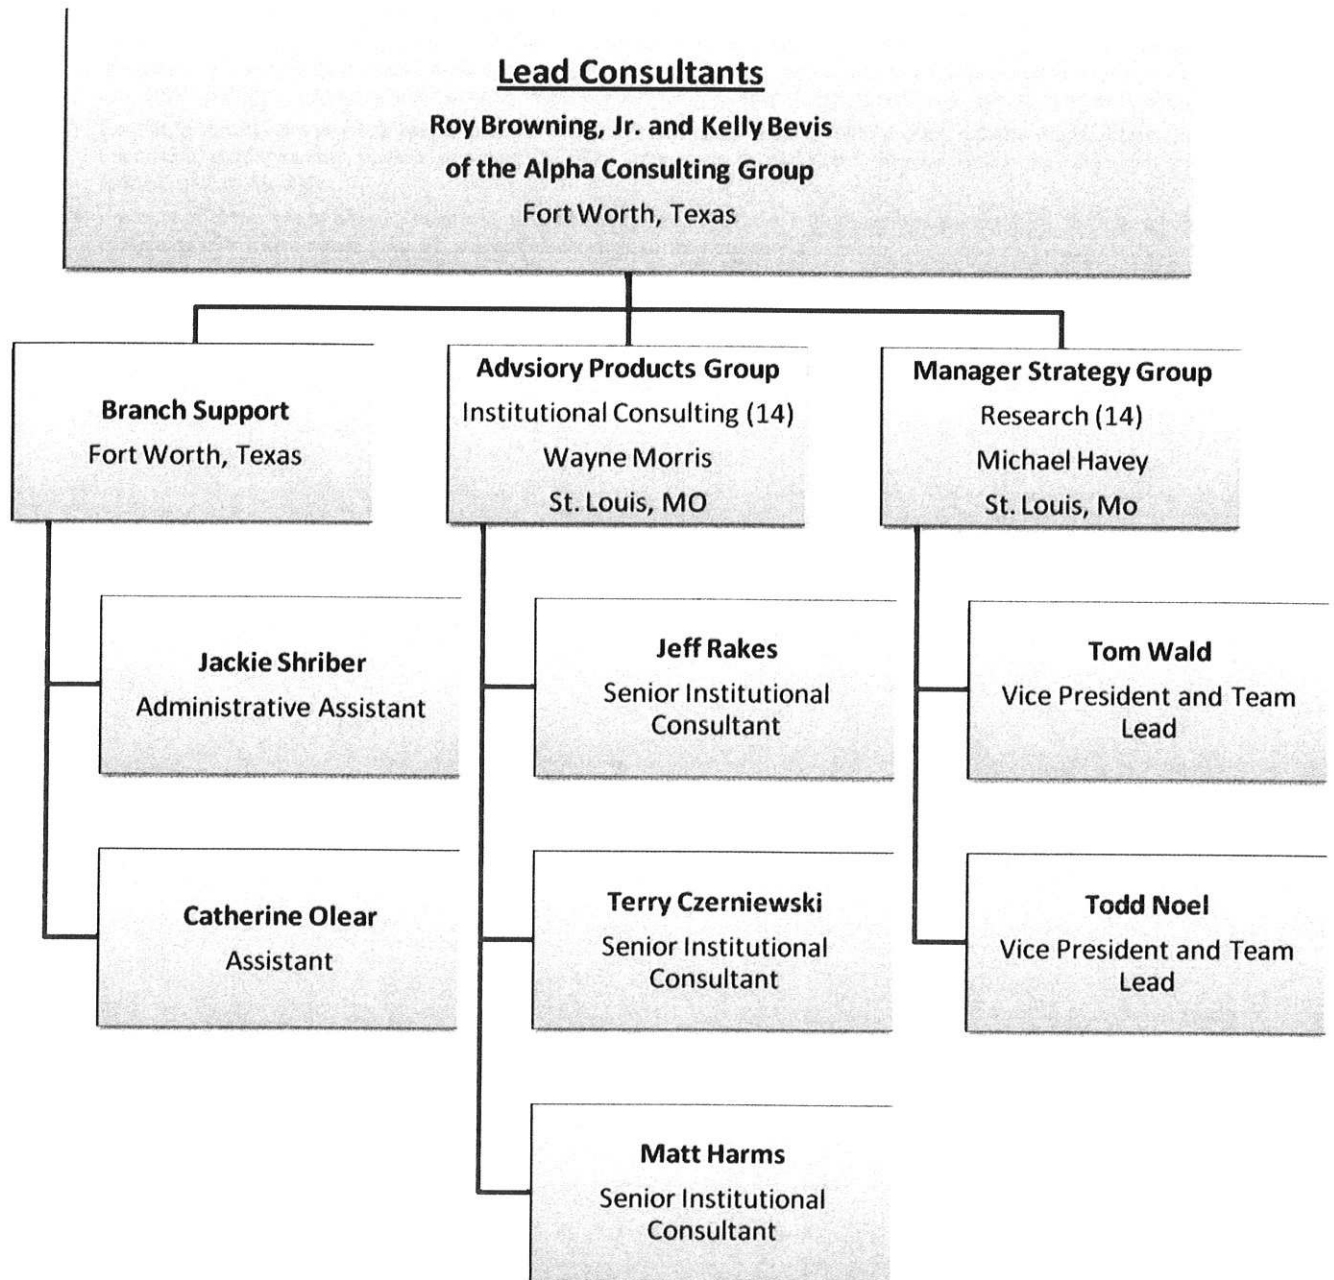 Lead Consultants
Roy Browning, Jr. and Kelly Bevis
of the Alpha Consulting Group
Fort Worth, Texas
Branch Support
Fort Worth, Texas
Advsiory Products Group
Institutional Consulting (14)
Wayne Morris
St. Louis, MO
Manager Strategy Group
Research (14)
Michael Havey
St. Louis, Mo
Jackie Shriber
Administrative Assistant
Catherine Olear
Assistant
Jeff Rakes
Senior Institutional
Consultant
Terry Czerniewski
Senior Institutional
Consultant
Matt Harms
Senior Institutional
Consultant
Tom Wald
Vice President and Team
Lead
Todd Noel
Vice President and Team
Lead